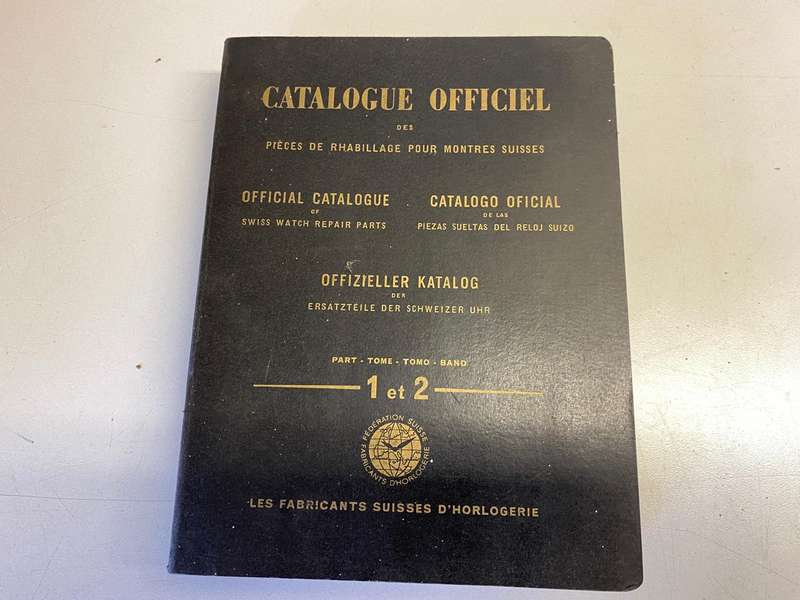 CATALOGUE OFFICIEL
DES
PIÈCES DE RHABILLAGE POUR MONTRES SUISSES
OFFICIAL CATALOGUE
OF
SWISS WATCH REPAIR PARTS
CATALOGO OFICIAL
DE LAS
PIEZAS SUELTAS DEL RELOJ SUIZO
OFFIZIELLER KATALOG
DER
ERSATZTEILE DER SCHWEIZER UHR
PART - TOME - TOMO - BAND
1 et 2
FÉDÉRATION SUISSE
FABRICANTS D'HORLOGERIE
LES FABRICANTS SUISSES D'HORLOGERIE